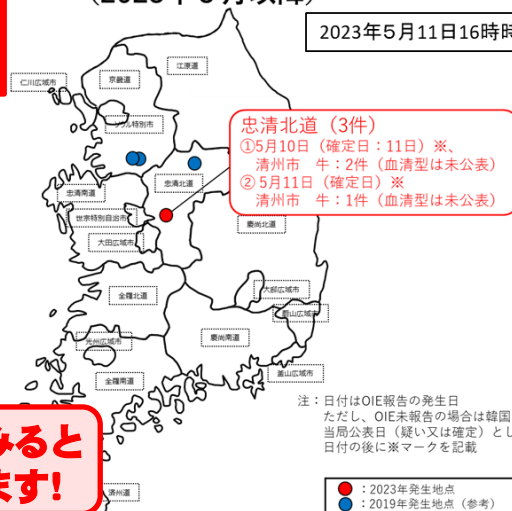 2023年5月11日16時時
江原道
京畿道
仁川広域市
ソウル特別市
忠清北道（3件）
①5月10日（確定日：11日）※、
清州市　牛：2件（血清型は未公表）
② 5月11日（確定日）※
清州市　牛：1件（血清型は未公表）
忠清北道
忠清南道
世宗特別自治市
慶尚北道
大田広域市
大邱広域市
全羅北道
蔚山広域市
慶尚南道
光州広域市
釜山広域市
全羅南道
注：日付はOIE報告の発生日
ただし、OIE未報告の場合は韓国
当局公表日（疑い又は確定）とし
日付の後に※マークを記載
みると
ます!
済州道
：2023年発生地点
：2019年発生地点（参考）